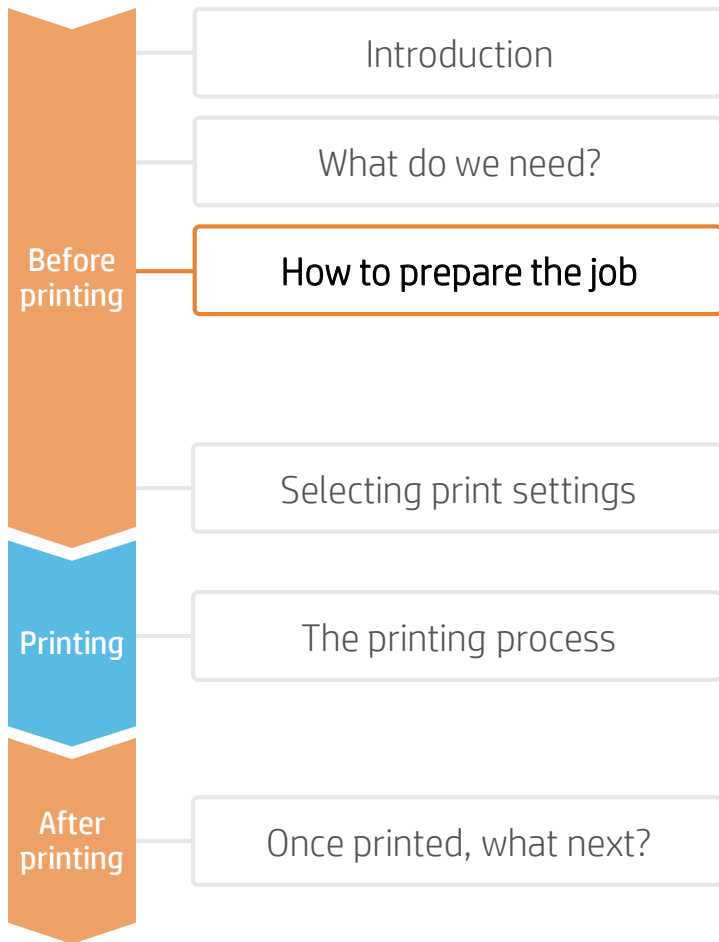 Introduction
What do we need?
Before
printing
How to prepare the job
Selecting print settings
Printing
The printing process
After
printing
Once printed, what next?